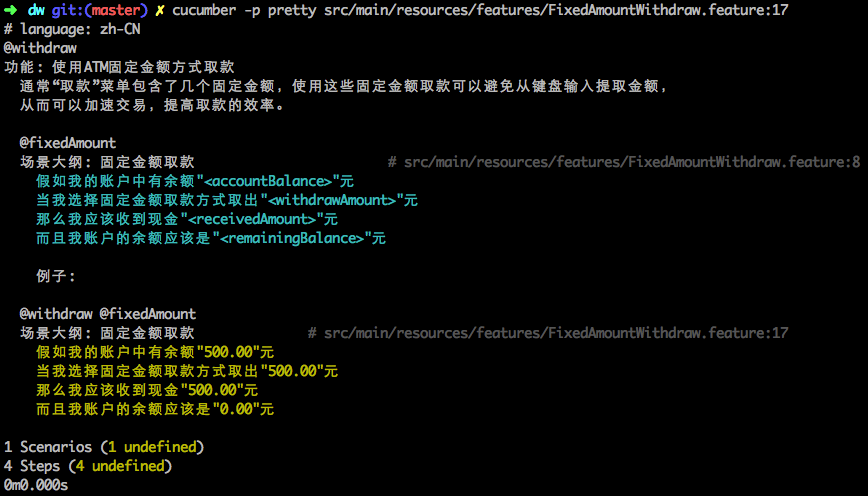 ➜ dw git:(master) ✗ cucumber -p pretty src/main/resources/features/FixedAmountWithdraw.feature:17
# language: zh-CN
@withdraw
功能: 使用ATM固定金额方式取款
通常“取款”菜单包含了几个固定金额，使用这些固定金额取款可以避免从键盘输入提取金额，
从而可以加速交易，提高取款的效率。
@fixedAmount
场景大纲: 固定金额取款 # src/main/resources/features/FixedAmountWithdraw.feature:8
假如我的账户中有余额"<accountBalance>"元
当我选择固定金额取款方式取出"<withdrawAmount>"元
那么我应该收到现金"<receivedAmount>"元
而且我账户的余额应该是"<remainingBalance>"元
例子:
@withdraw @fixedAmount
场景大纲: 固定金额取款 # src/main/resources/features/FixedAmountWithdraw.feature:17
假如我的账户中有余额"500.00"元
当我选择固定金额取款方式取出"500.00"元
那么我应该收到现金"500.00"元
而且我账户的余额应该是"0.00"元
1 Scenarios (1 undefined)
4 Steps (4 undefined)
0m0.000s